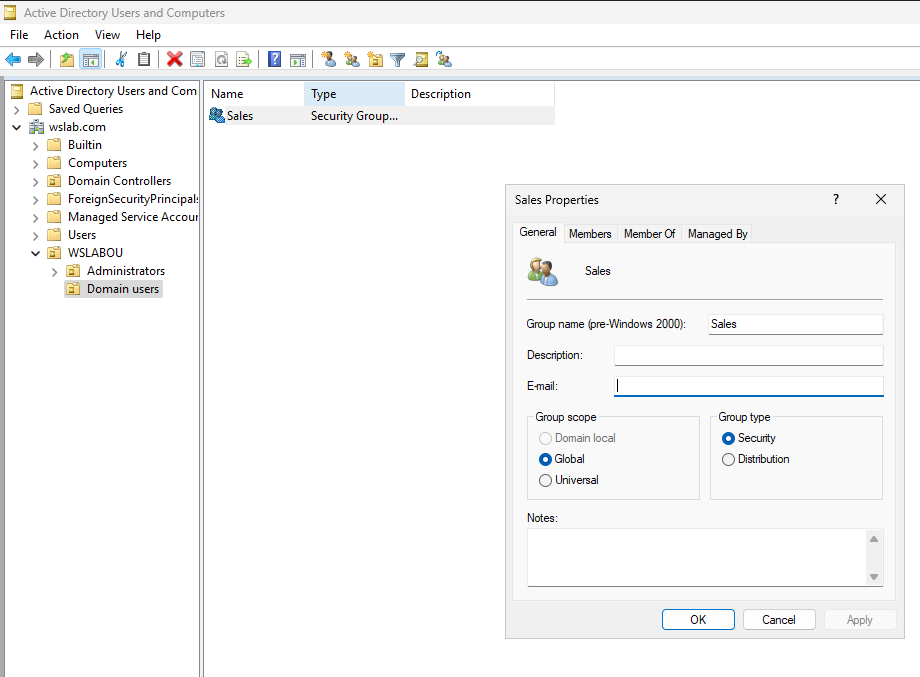 Active Directory Users and Computers
File Action View Help
Active Directory Users and Com
Saved Queries
wslab.com
Builtin
Computers
Domain Controllers
ForeignSecurityPrincipals
Managed Service Accour
Users
WSLABOU
Administrators
Domain users
Name Type Description
Sales Security Group...
Sales Properties ?
General Members Member Of Managed By
Sales
Group name (pre-Windows 2000): Sales
Description:
E-mail:
Group scope
Domain local
Global
Universal
Group type
Security
Distribution
Notes:
OK Cancel Apply